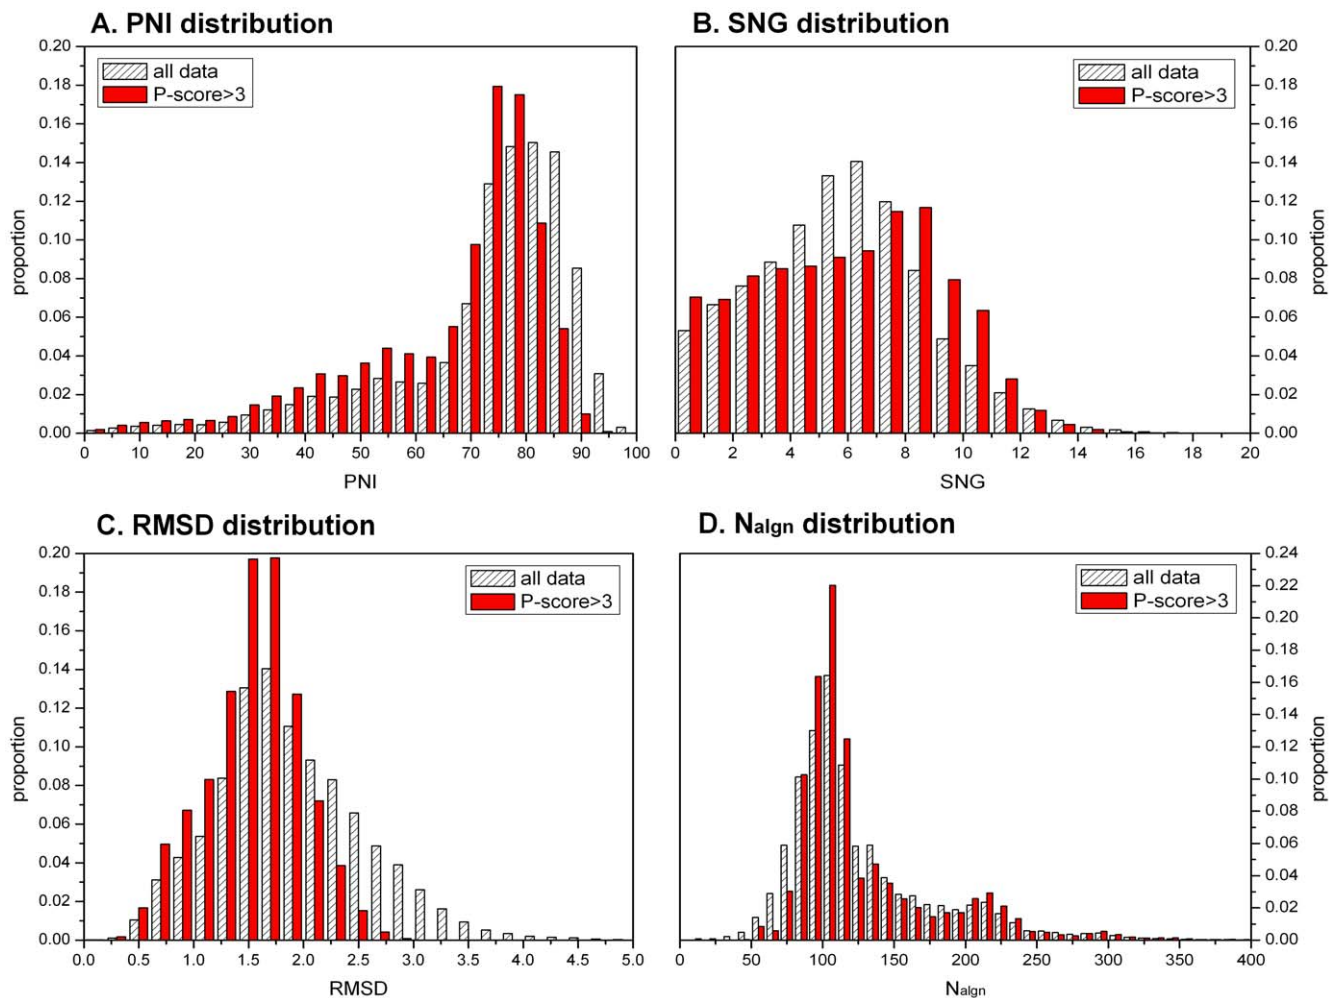 A. PNI distribution
0.20
0.18
0.16
0.14
0.12
0.10
0.08
0.06
0.04
0.02
0.00
proportion
all data
P-score>3
0 10 20 30 40 50 60 70 80 90 100
PNI
B. SNG distribution
all data
P-score>3
0.20
0.18
0.16
0.14
0.12
0.10
0.08
0.06
0.04
0.02
0.00
proportion
0 2 4 6 8 10 12 14 16 18 20
SNG
C. RMSD distribution
0.20
0.18
0.16
0.14
0.12
0.10
0.08
0.06
0.04
0.02
0.00
proportion
all data
P-score>3
0.0 0.5 1.0 1.5 2.0 2.5 3.0 3.5 4.0 4.5 5.0
RMSD
D. Nalgn distribution
all data
P-score>3
0.24
0.22
0.20
0.18
0.16
0.14
0.12
0.10
0.08
0.06
0.04
0.02
0.00
proportion
0 50 100 150 200 250 300 350 400
Nalgn